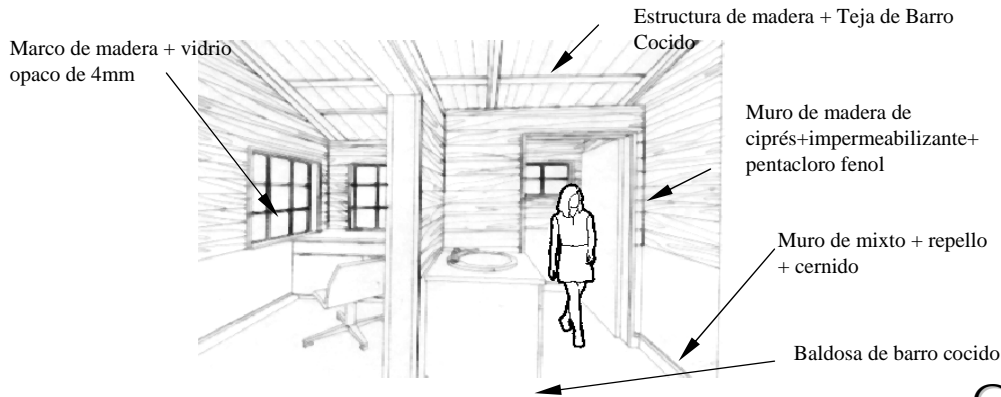 Estructura de madera + Teja de Barro
Cocido
Marco de madera + vidrio
opaco de 4mm
Muro de madera de
ciprés+impermeabilizante+
pentacloro fenol
Muro de mixto + repello
+ cernido
Baldosa de barro cocido